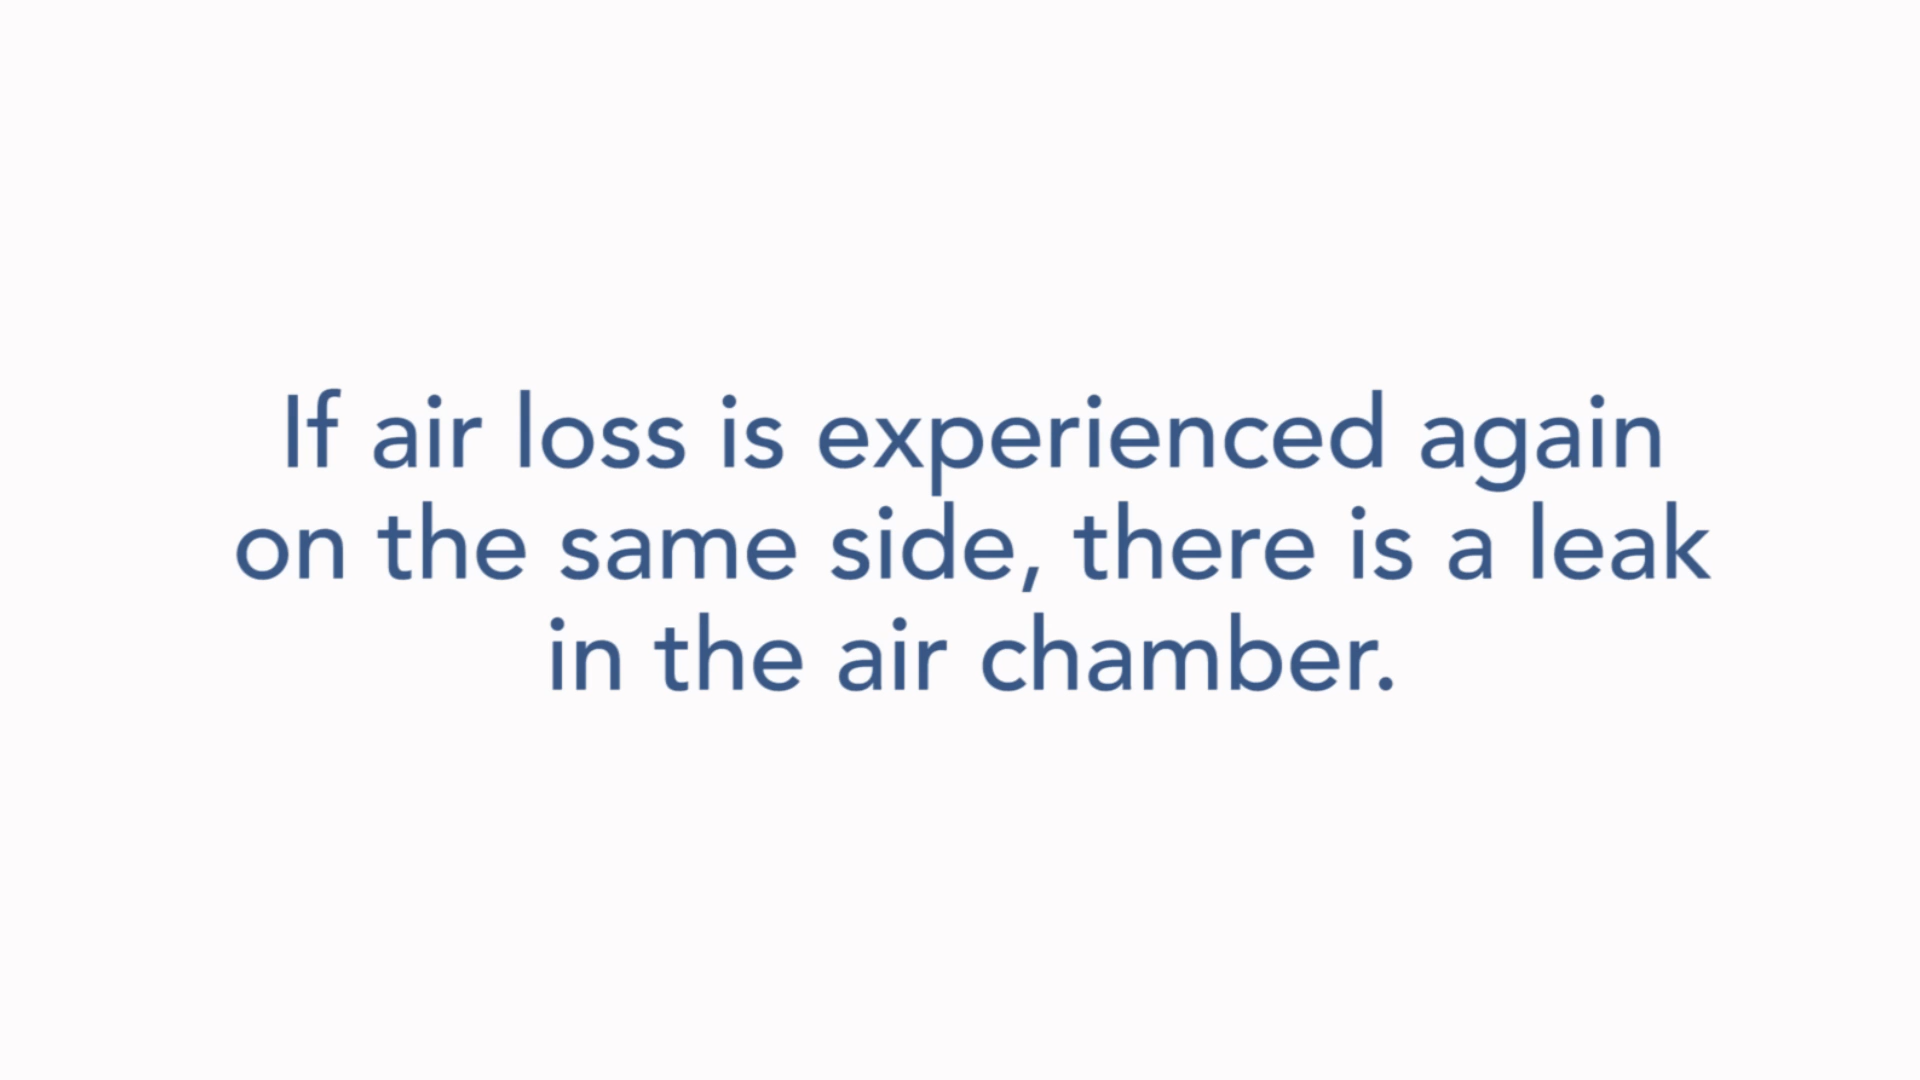 If air loss is experienced again
on the same side, there is a leak
in the air chamber.